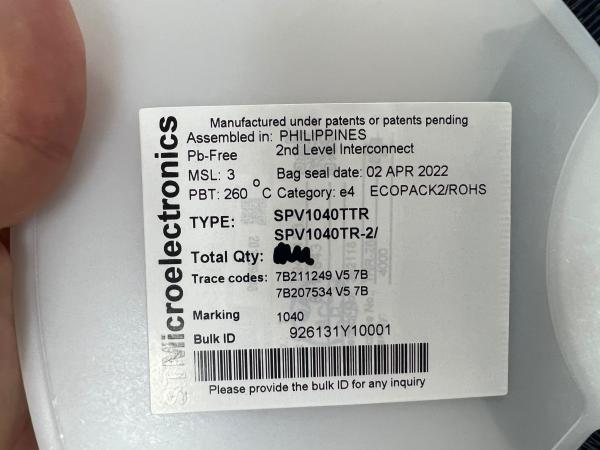 Microelectronics
Manufactured under patents or patents pending
Assembled in: PHILIPPINES
Pb-Free 2nd Level Interconnect
MSL: 3 Bag seal date: 02 APR 2022
PBT: 260 °C Category: e4 ECOPACK2/ROHS
TYPE: SPV1040TTR
SPV1040TR-2/
Total Qty:
Trace codes: 7B211249 V5 7B
7B207534 V5 7B
Marking 1040
Bulk ID 926131Y10001
Please provide the bulk ID for any inquiry